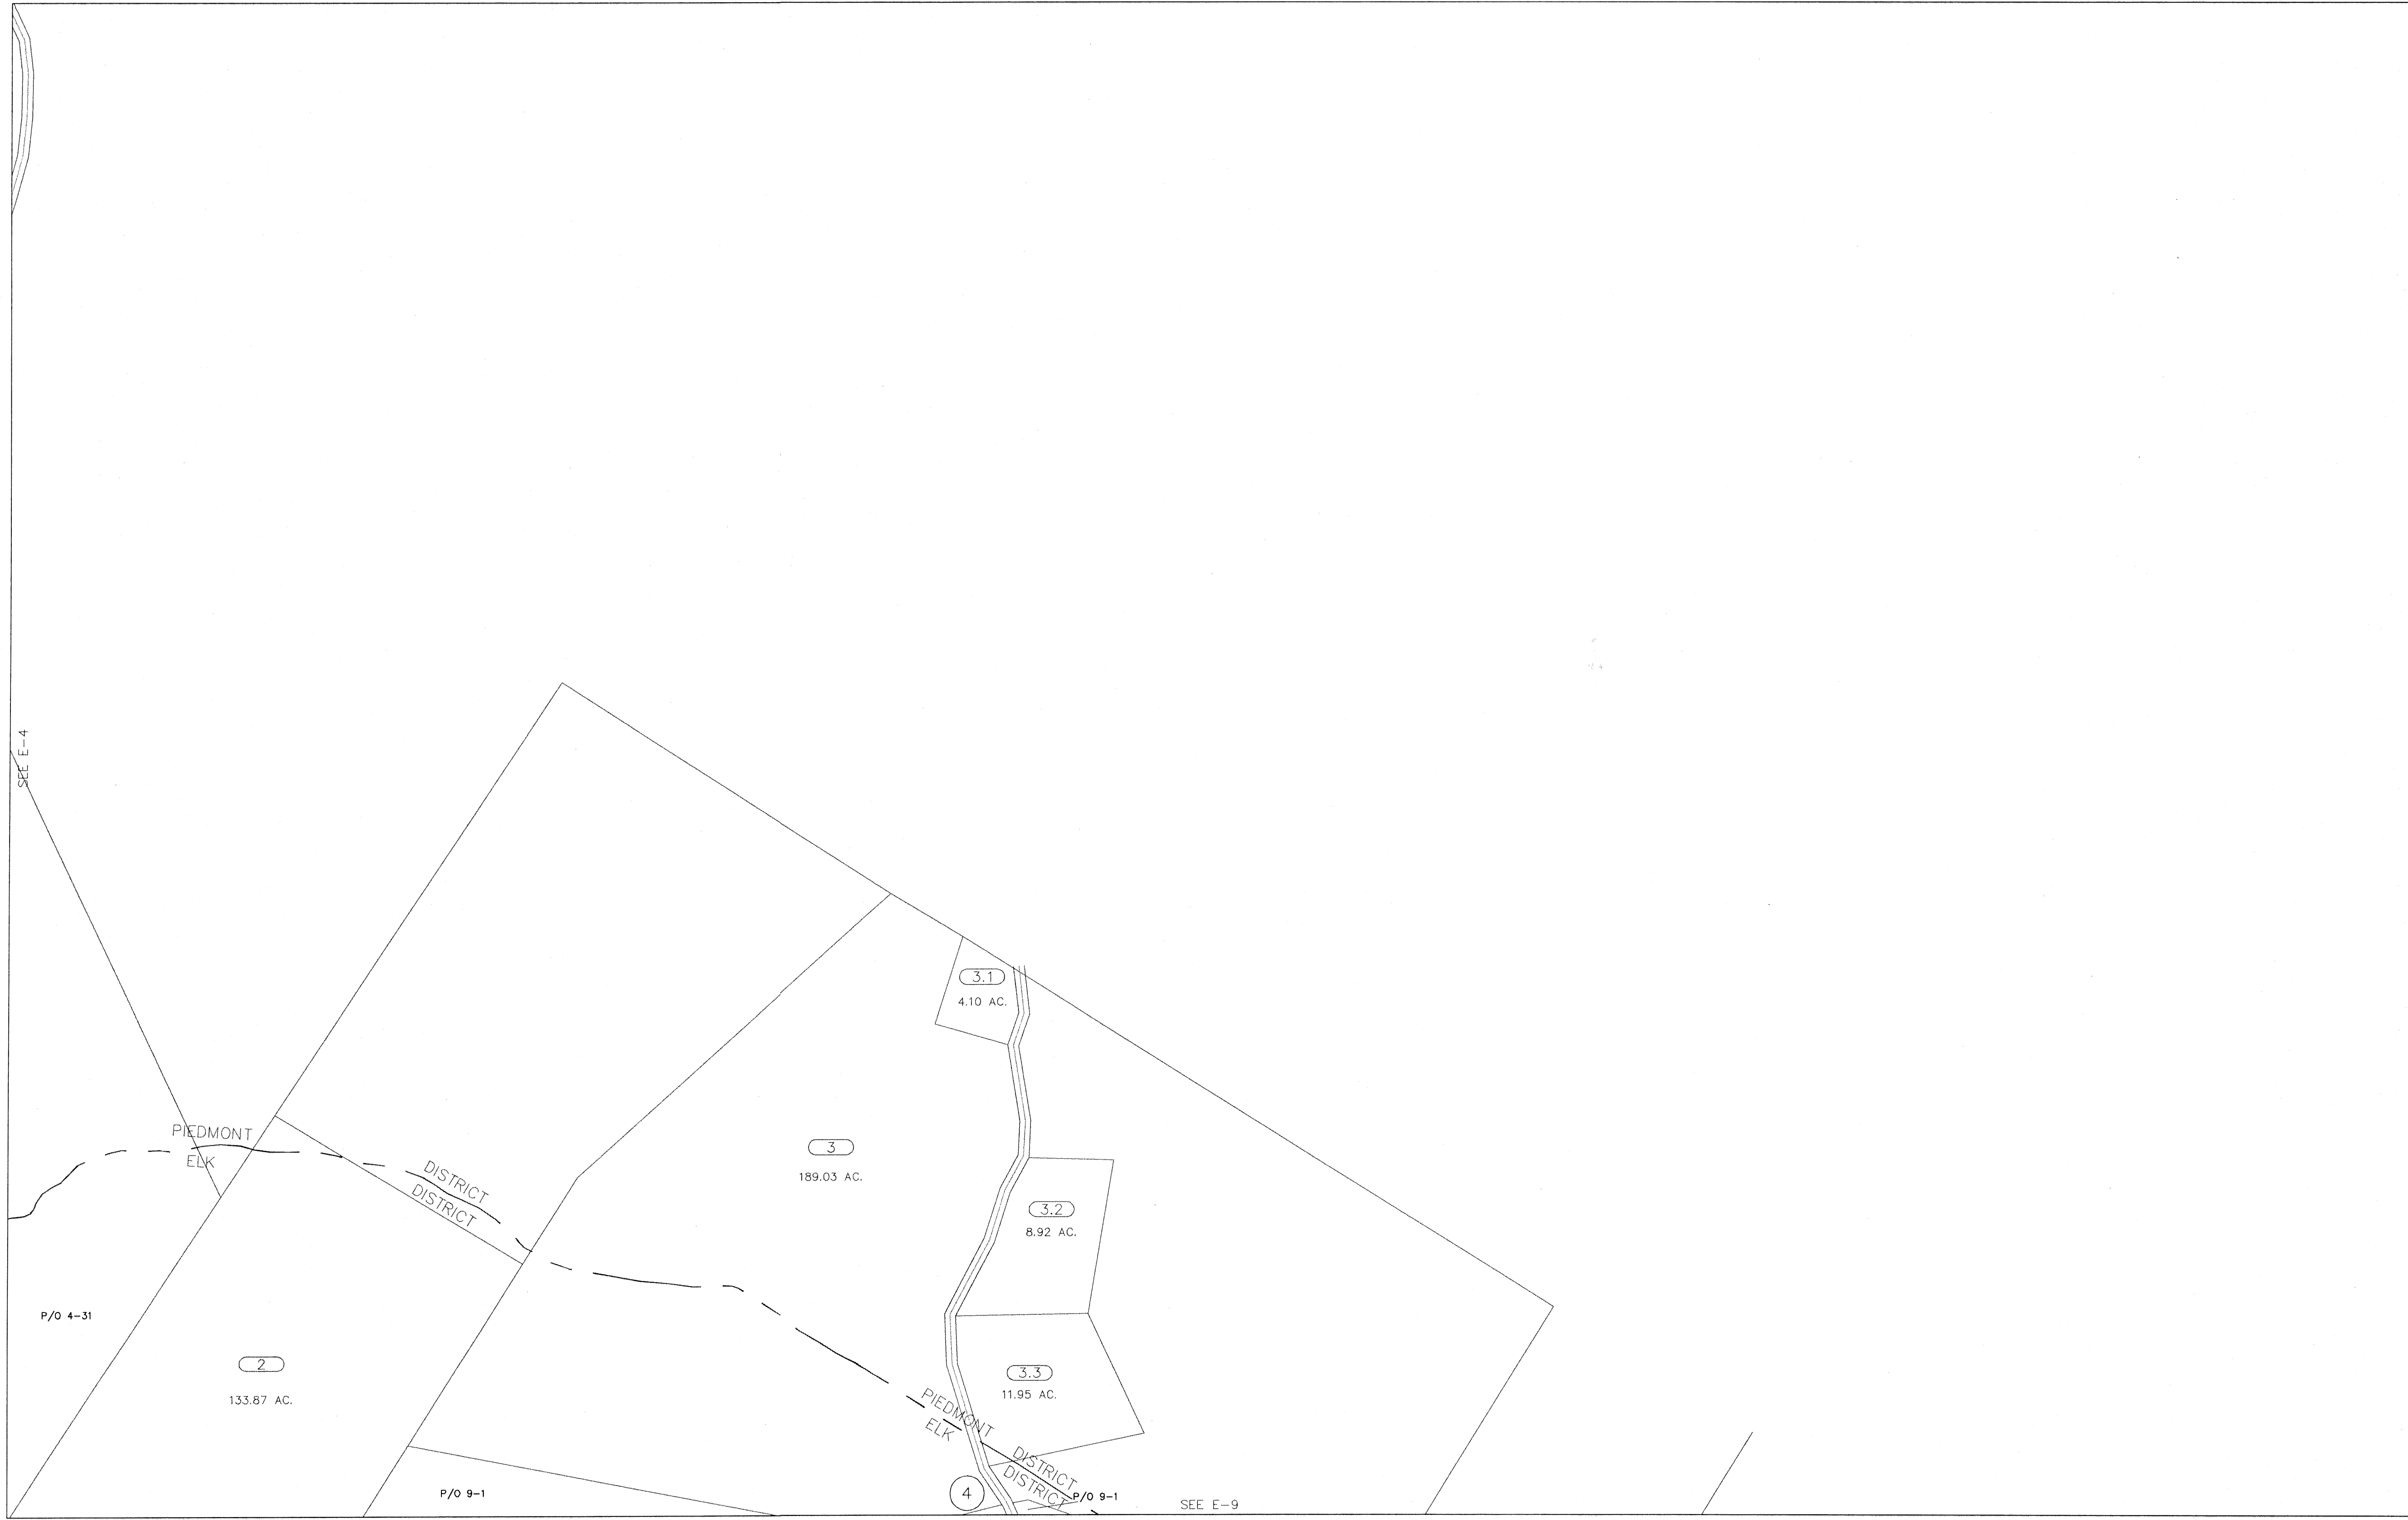 SEE E-4
3.1
4.10 AC.
PIEDMONT
ELK
DISTRICT
DISTRICT
3
189.03 AC.
3.2
8.92 AC.
P/O 4-31
2
133.87 AC.
3.3
11.95 AC.
PIEDMONT
ELK
DISTRICT
DISTRICT
P/O 9-1
4
P/O 9-1
SEE E-9